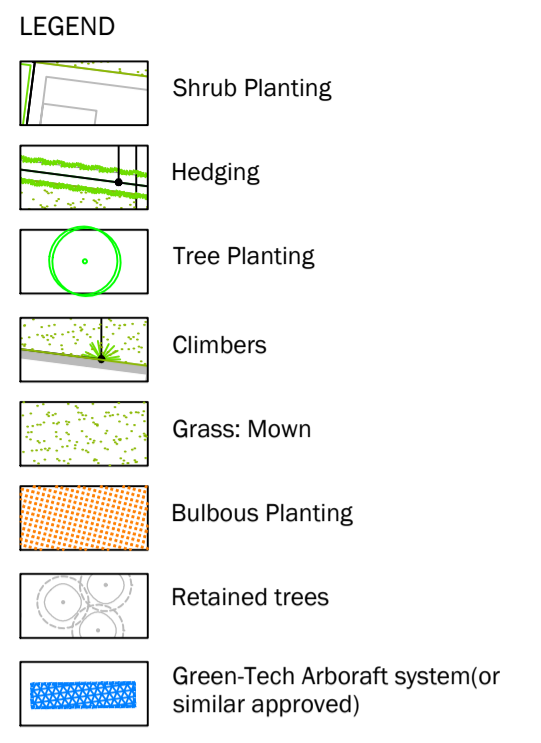 LEGEND
Shrub Planting
Hedging
Tree Planting
Climbers
Grass: Mown
Bulbous Planting
Retained trees
Green-Tech Arboraft system(or
similar approved)